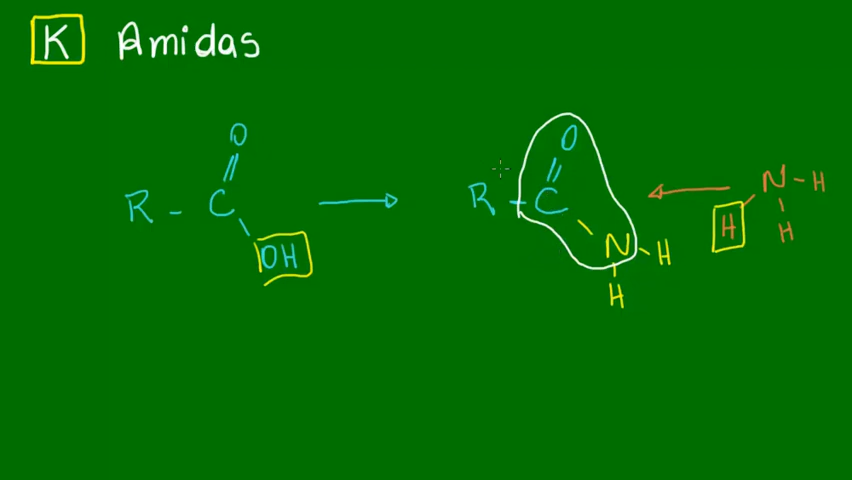 K Amidas
O O
R - C R - C N - H
OH N H H H
H